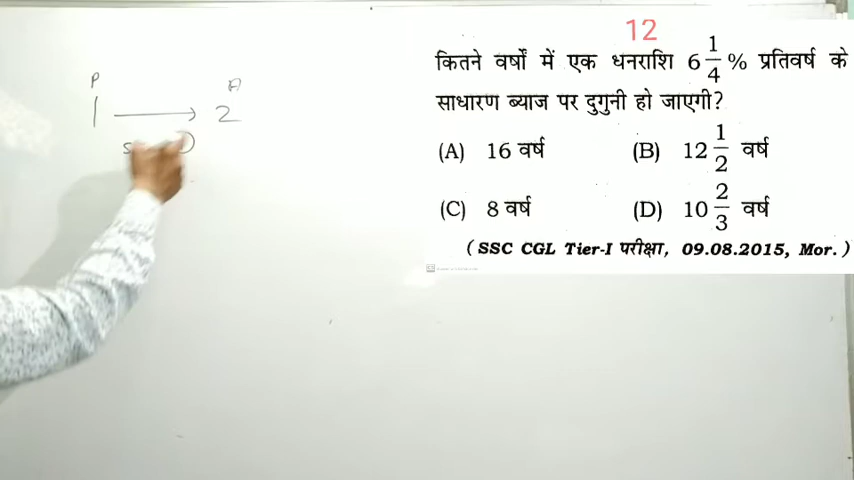 12
कितने वर्षों में एक धनराशि 6 1/4 % प्रतिवर्ष के
साधारण ब्याज पर दुगुनी हो जाएगी?
(A) 16 वर्ष (B) 12 1/2 वर्ष
(C) 8 वर्ष (D) 10 2/3 वर्ष
(SSC CGL Tier-I परीक्षा, 09.08.2015, Mor.)
P A
1 → 2
S